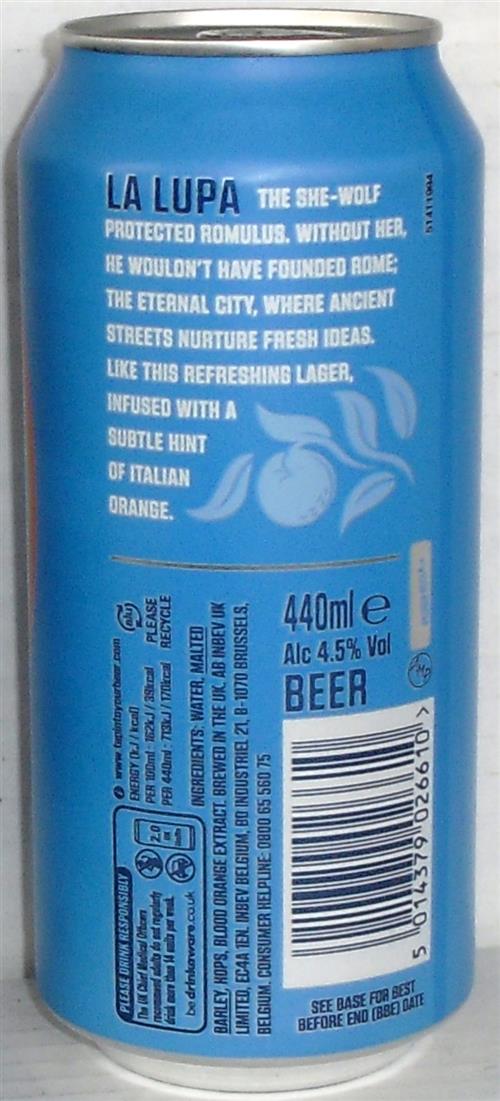 LA LUPA THE SHE-WOLF
PROTECTED ROMULUS. WITHOUT HER,
HE WOULDN'T HAVE FOUNDED ROME;
THE ETERNAL CITY, WHERE ANCIENT
STREETS NURTURE FRESH IDEAS.
LIKE THIS REFRESHING LAGER,
INFUSED WITH A
SUBTLE HINT
OF ITALIAN
ORANGE.
51411904
440ml e
Alc 4.5% Vol
BEER
5 014379 026610 >
SEE BASE FOR BEST
BEFORE END (BBE) DATE
www.tapintoyourbeer.com
ENERGY (kJ / kcal)
PER 100ml : 162kJ / 39kcal
PER 440ml : 713kJ / 170kcal
alu
PLEASE
RECYCLE
PLEASE DRINK RESPONSIBLY
The UK Chief Medical Officers
recommend adults do not regularly
drink more than 14 units per week.
be drinkaware.co.uk
2.0
UK
Units
INGREDIENTS: WATER, MALTED
BARLEY, HOPS, BLOOD ORANGE EXTRACT. BREWED IN THE UK, AB INBEV UK
LIMITED, EC4A 1EN. INBEV BELGIUM, BD INDUSTRIEL 21, B-1070 BRUSSELS,
BELGIUM. CONSUMER HELPLINE: 0800 65 560 75